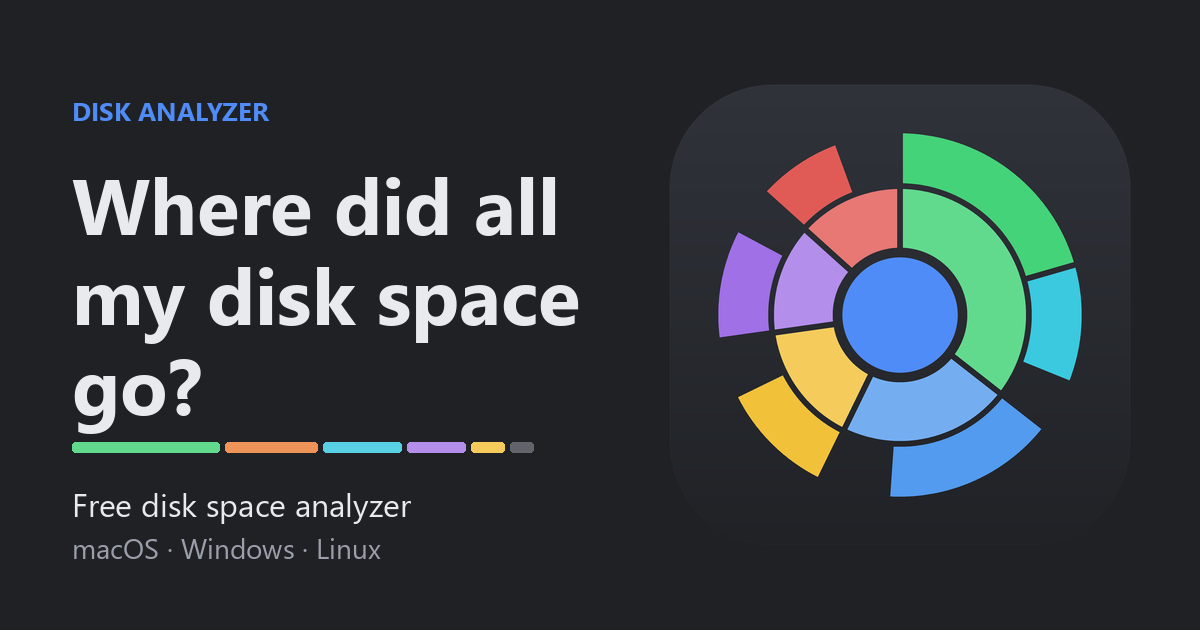 DISK ANALYZER
Where did all
my disk space
go?
Free disk space analyzer
macOS · Windows · Linux